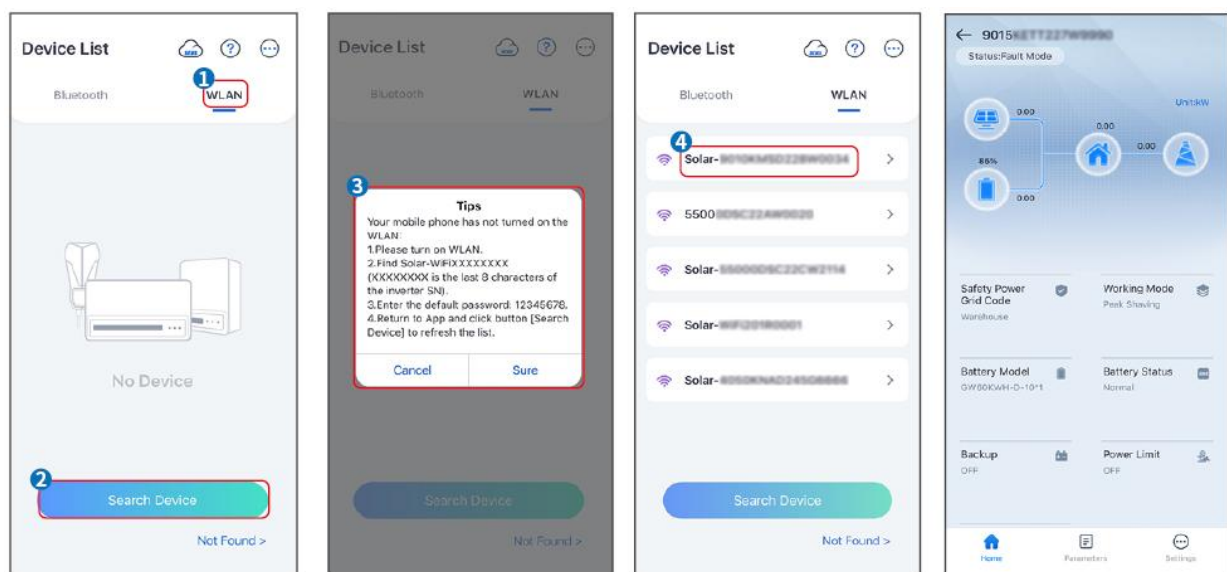 Device List
1
Bluetooth
WLAN
No Device
2
Search Device
Not Found >
Device List
Bluetooth
WLAN
3
Tips
Your mobile phone has not turned on the
WLAN:
1.Please turn on WLAN.
2.Find Solar-WiFiXXXXXXXX
(XXXXXXXX is the last 8 characters of
the inverter SN).
3.Enter the default password: 12345678.
4.Return to App and click button [Search
Device] to refresh the list.
Cancel
Sure
Search Device
Not Found >
Device List
Bluetooth
WLAN
4
Solar-
5500
Solar-
Solar-
Solar-
Search Device
Not Found >
9015
Status:Fault Mode
Unit:kW
0.00
0.00
0.00
86%
0.00
Safety Power
Grid Code
Warehouse
Working Mode
Peak Shaving
Battery Model
GW60KWH-D-10*1
Battery Status
Normal
Backup
OFF
Power Limit
OFF
Home
Parameters
Settings